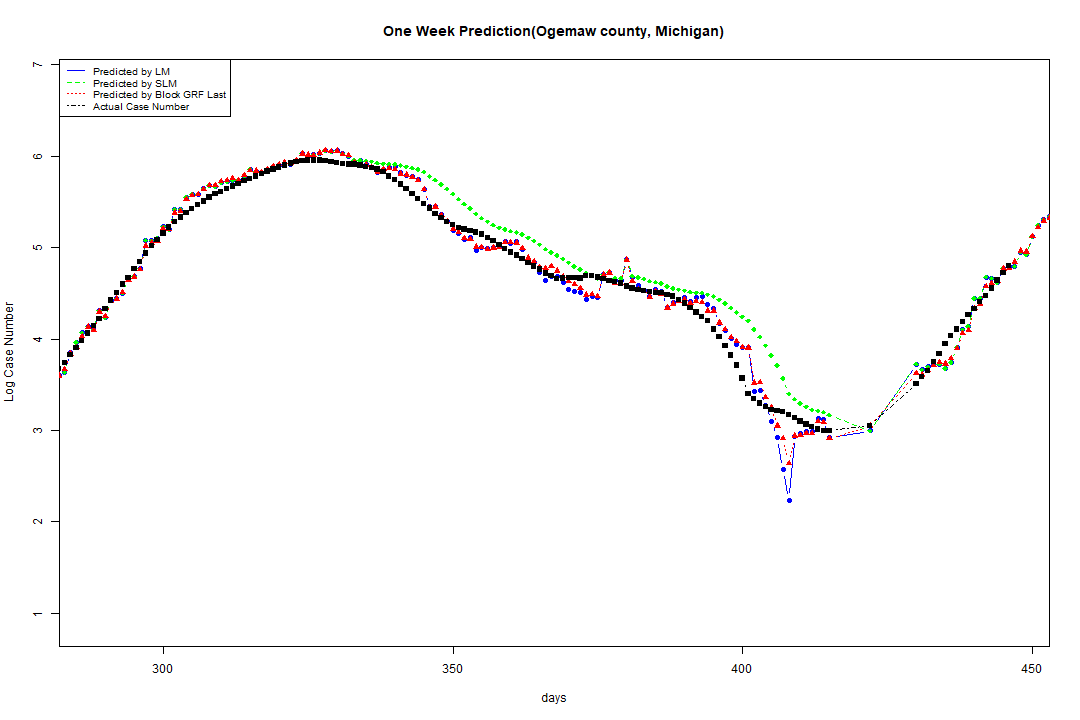 One Week Prediction(Ogemaw county, Michigan)
Predicted by LM
Predicted by SLM
Predicted by Block GRF Last
Actual Case Number
Log Case Number
7
6
5
4
3
2
1
300 350 400 450
days